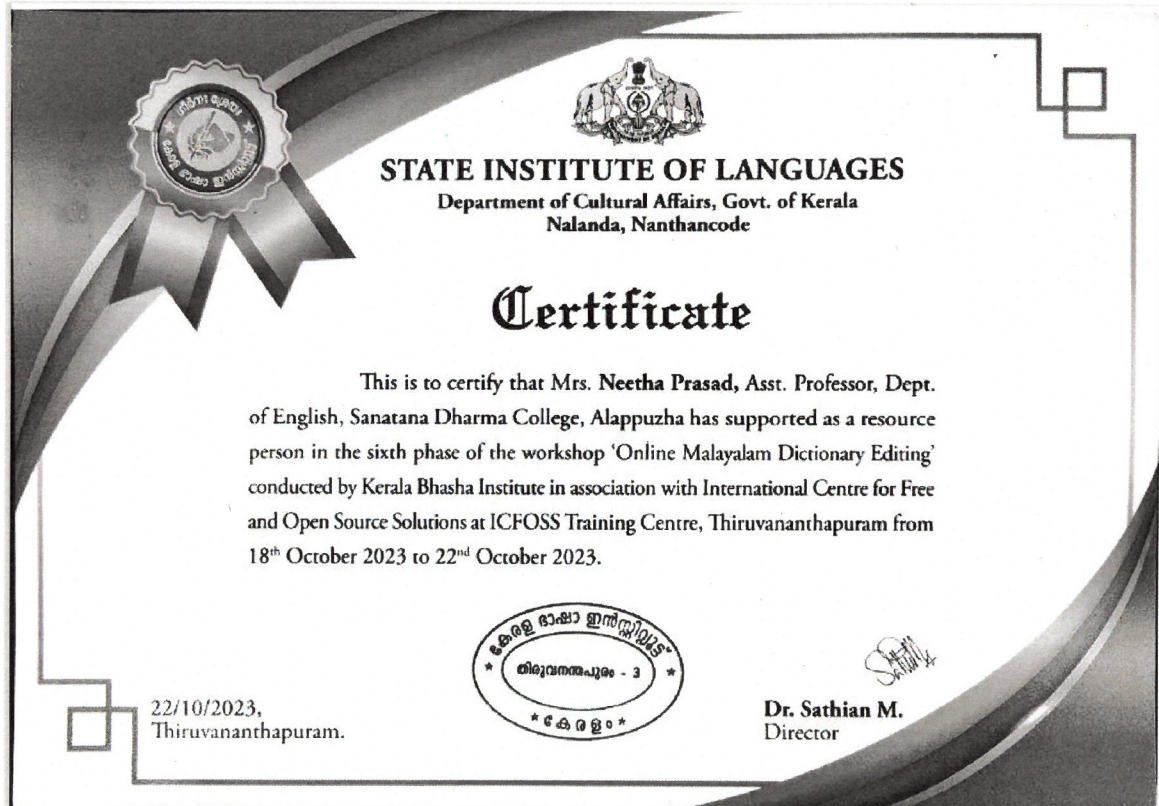 STATE INSTITUTE OF LANGUAGES
Department of Cultural Affairs, Govt. of Kerala
Nalanda, Nanthancode
Certificate
This is to certify that Mrs. Neetha Prasad, Asst. Professor, Dept.
of English, Sanatana Dharma College, Alappuzha has supported as a resource
person in the sixth phase of the workshop ‘Online Malayalam Dictionary Editing’
conducted by Kerala Bhasha Institute in association with International Centre for Free
and Open Source Solutions at ICFOSS Training Centre, Thiruvananthapuram from
18th October 2023 to 22nd October 2023.
കേരള ഭാഷാ ഇൻസ്റ്റിറ്റ്യൂട്ട്
തിരുവനന്തപുരം - 3
* കേരളം *
22/10/2023,
Thiruvananthapuram.
Dr. Sathian M.
Director